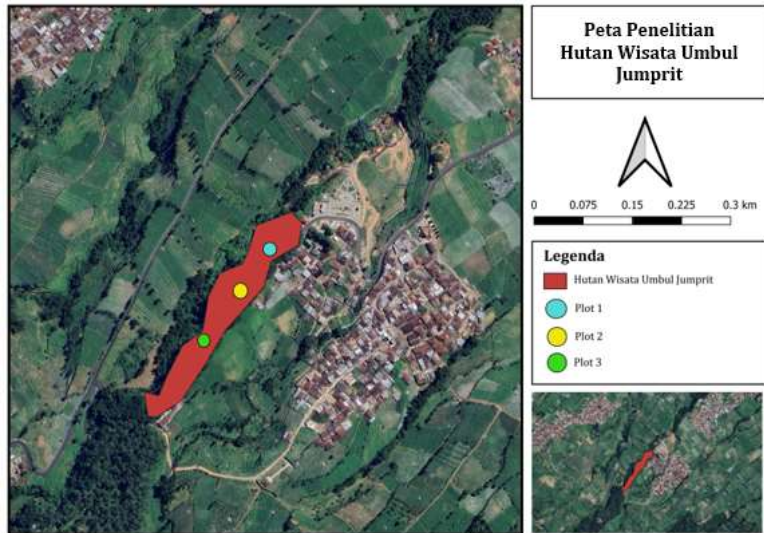 Peta Penelitian
Hutan Wisata Umbul
Jumprit
0 0.075 0.15 0.225 0.3 km
Legenda
Hutan Wisata Umbul Jumprit
Plot 1
Plot 2
Plot 3